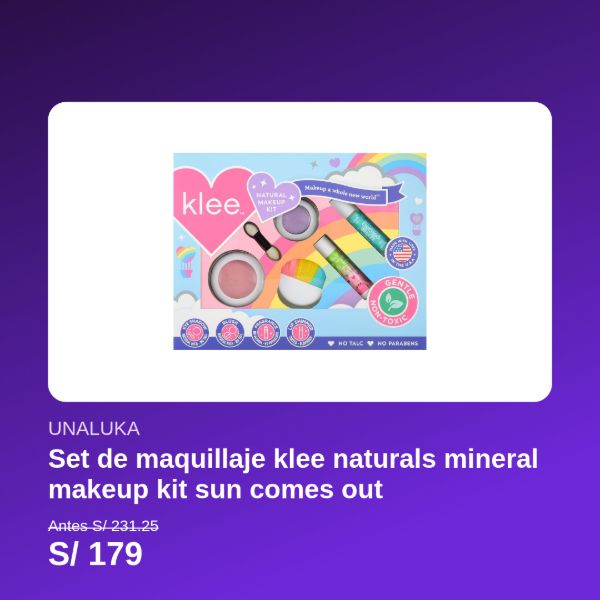 klee
NATURAL
MAKEUP
KIT
Makeup a whole new world™
GENTLE
NON-TOXIC
NO TALC
NO PARABENS
UNALUKA
Set de maquillaje klee naturals mineral
makeup kit sun comes out
Antes S/ 231.25
S/ 179